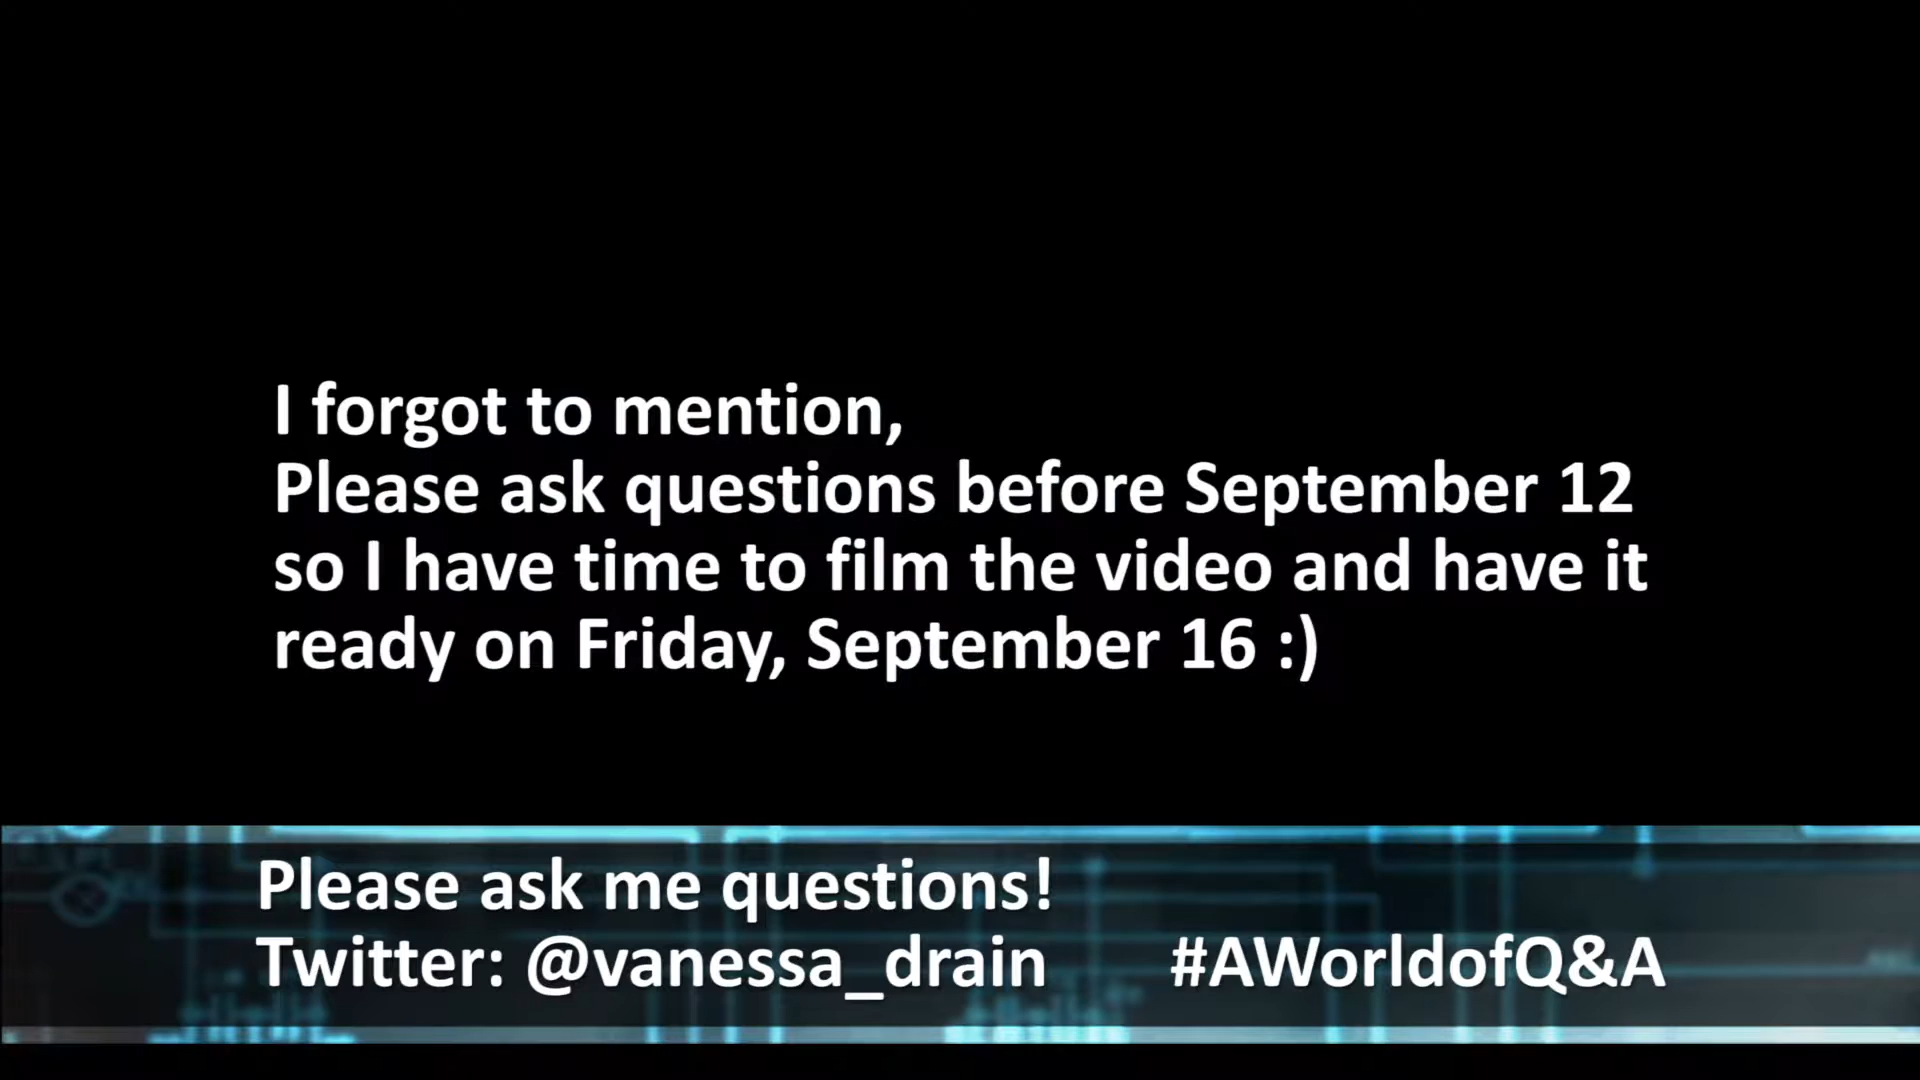 I forgot to mention,
Please ask questions before September 12
so I have time to film the video and have it
ready on Friday, September 16 :)
Please ask me questions!
Twitter: @vanessa_drain #AWorldofQ&A